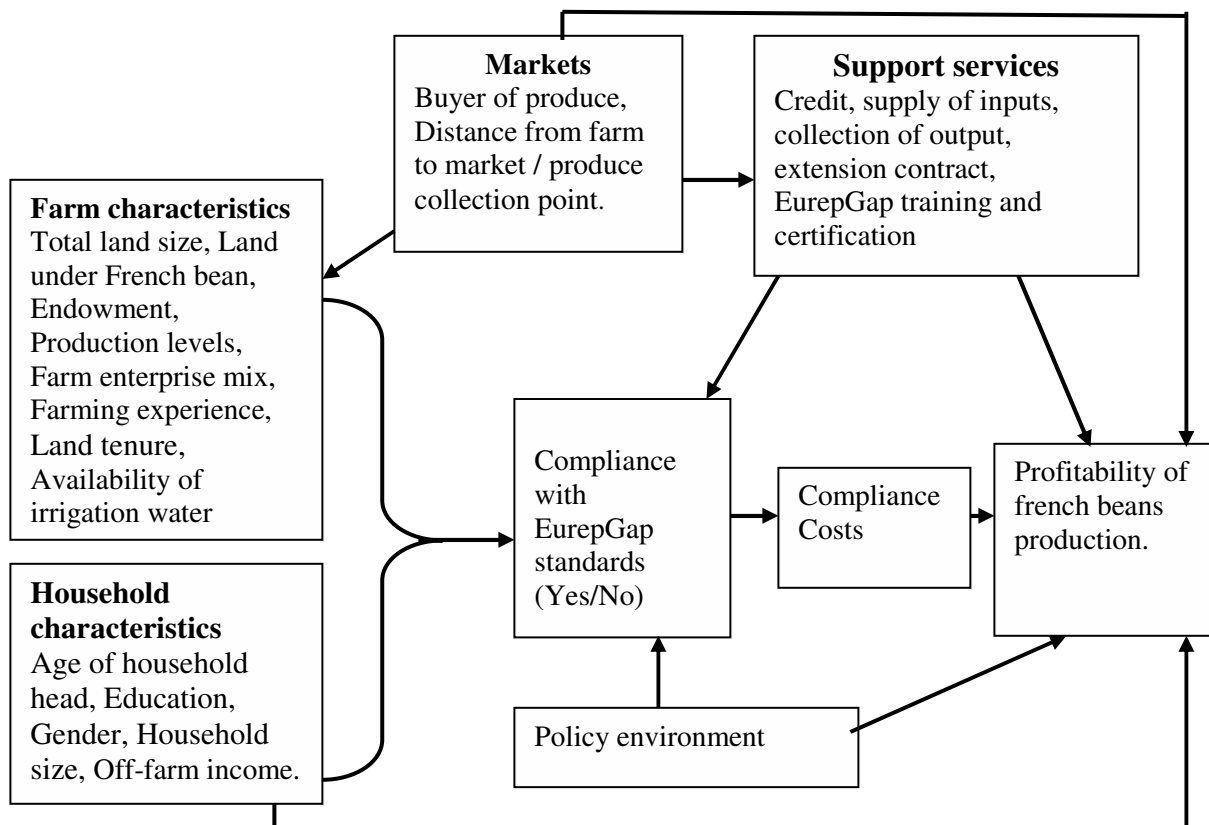 Markets
Buyer of produce,
Distance from farm
to market / produce
collection point.
Support services
Credit, supply of inputs,
collection of output,
extension contract,
EurepGap training and
certification
Farm characteristics
Total land size, Land
under French bean,
Endowment,
Production levels,
Farm enterprise mix,
Farming experience,
Land tenure,
Availability of
irrigation water
Compliance
with
EurepGap
standards
(Yes/No)
Compliance
Costs
Profitability of
french beans
production.
Household
characteristics
Age of household
head, Education,
Gender, Household
size, Off-farm income.
Policy environment